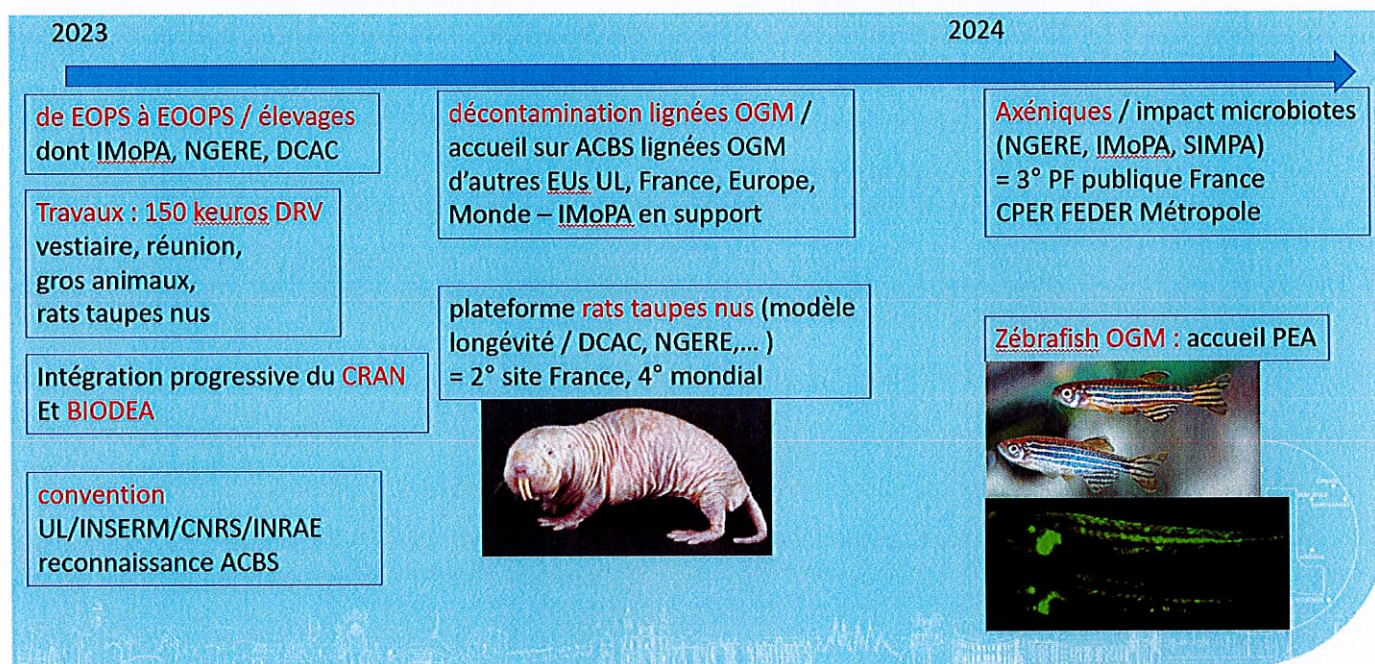 2023
2024
de EOPS à EOOPS / élevages
dont IMoPA, NGERE, DCAC
Travaux : 150 keuros DRV
vestiaire, réunion,
gros animaux,
rats taupes nus
Intégration progressive du CRAN
Et BIODEA
convention
UL/INSERM/CNRS/INRAE
reconnaissance ACBS
décontamination lignées OGM /
accueil sur ACBS lignées OGM
d'autres EUs UL, France, Europe,
Monde – IMoPA en support
plateforme rats taupes nus (modèle
longévité / DCAC, NGERE,... )
= 2° site France, 4° mondial
Axéniques / impact microbiotes
(NGERE, IMoPA, SIMPA)
= 3° PF publique France
CPER FEDER Métropole
Zébrafish OGM : accueil PEA